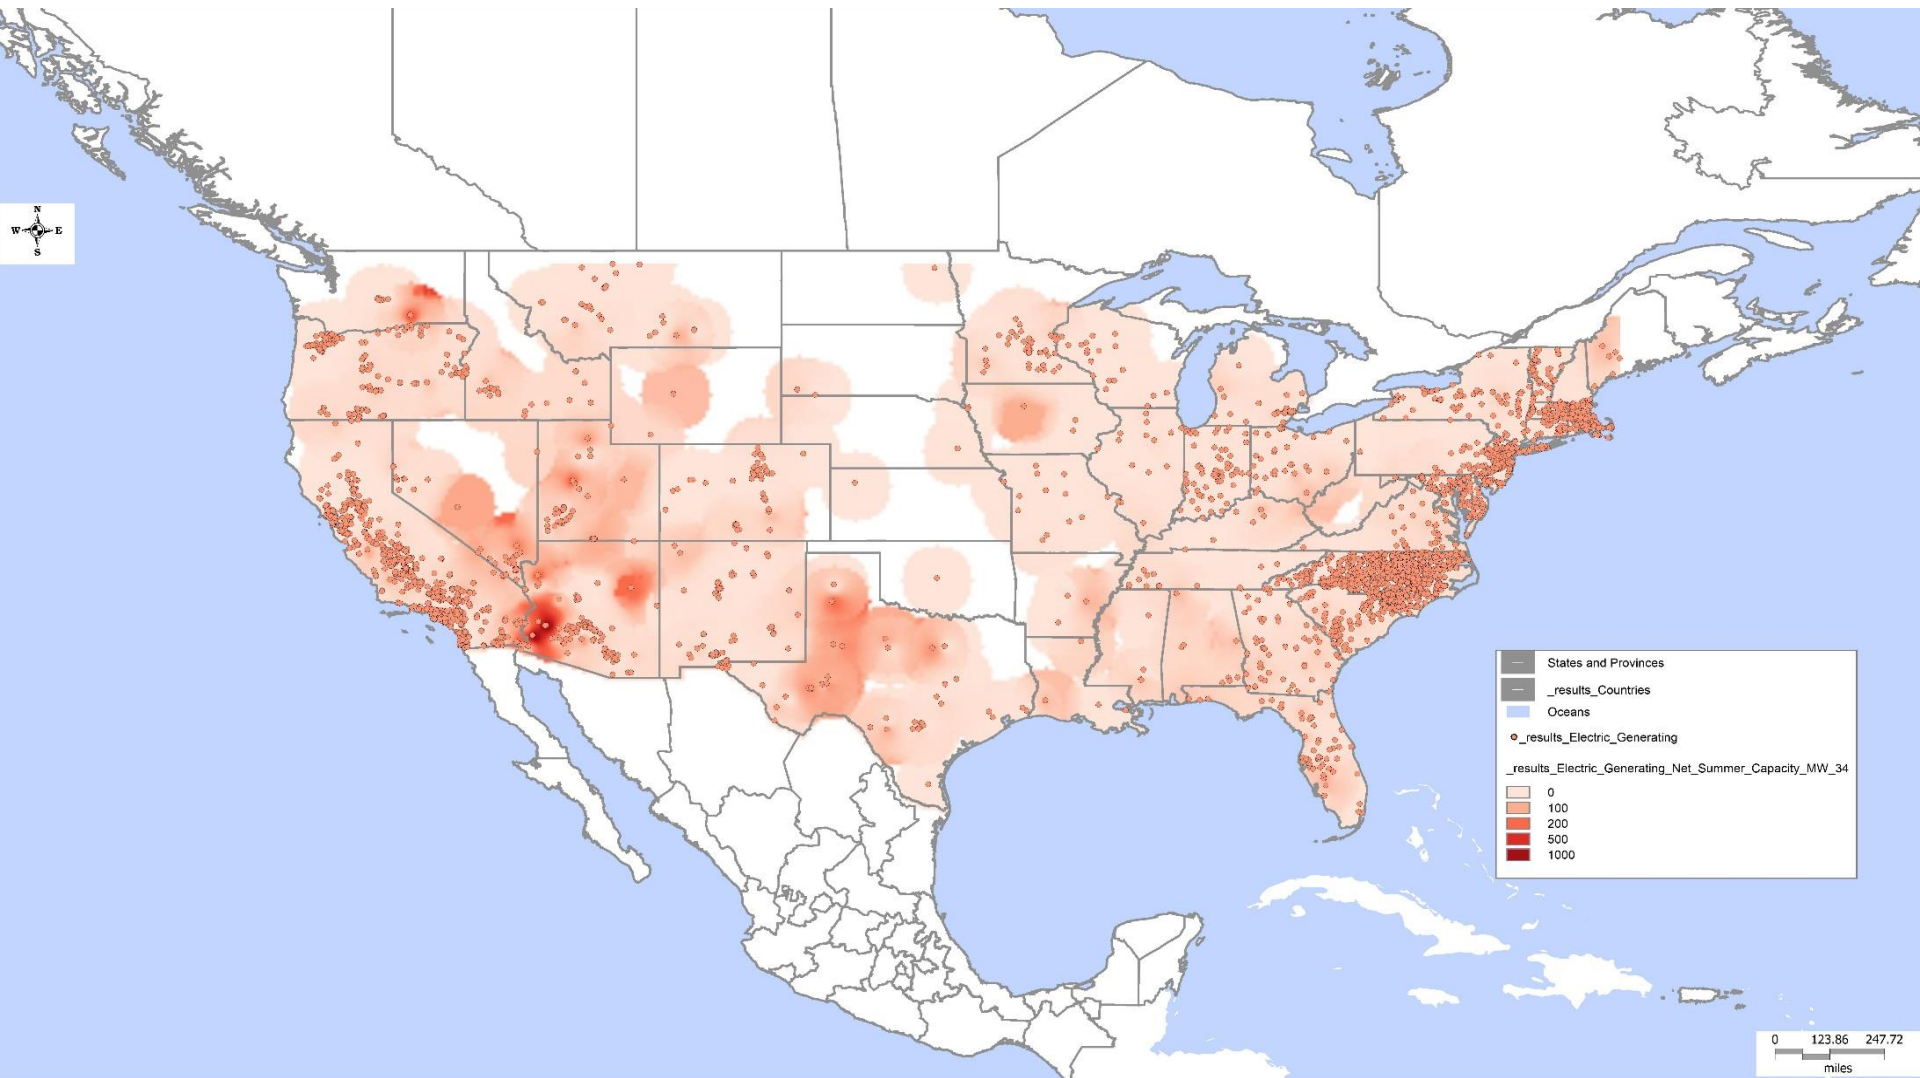 N
W E
S
States and Provinces
_results_Countries
Oceans
_results_Electric_Generating
_results_Electric_Generating_Net_Summer_Capacity_MW_34
0
100
200
500
1000
0 123.86 247.72
miles